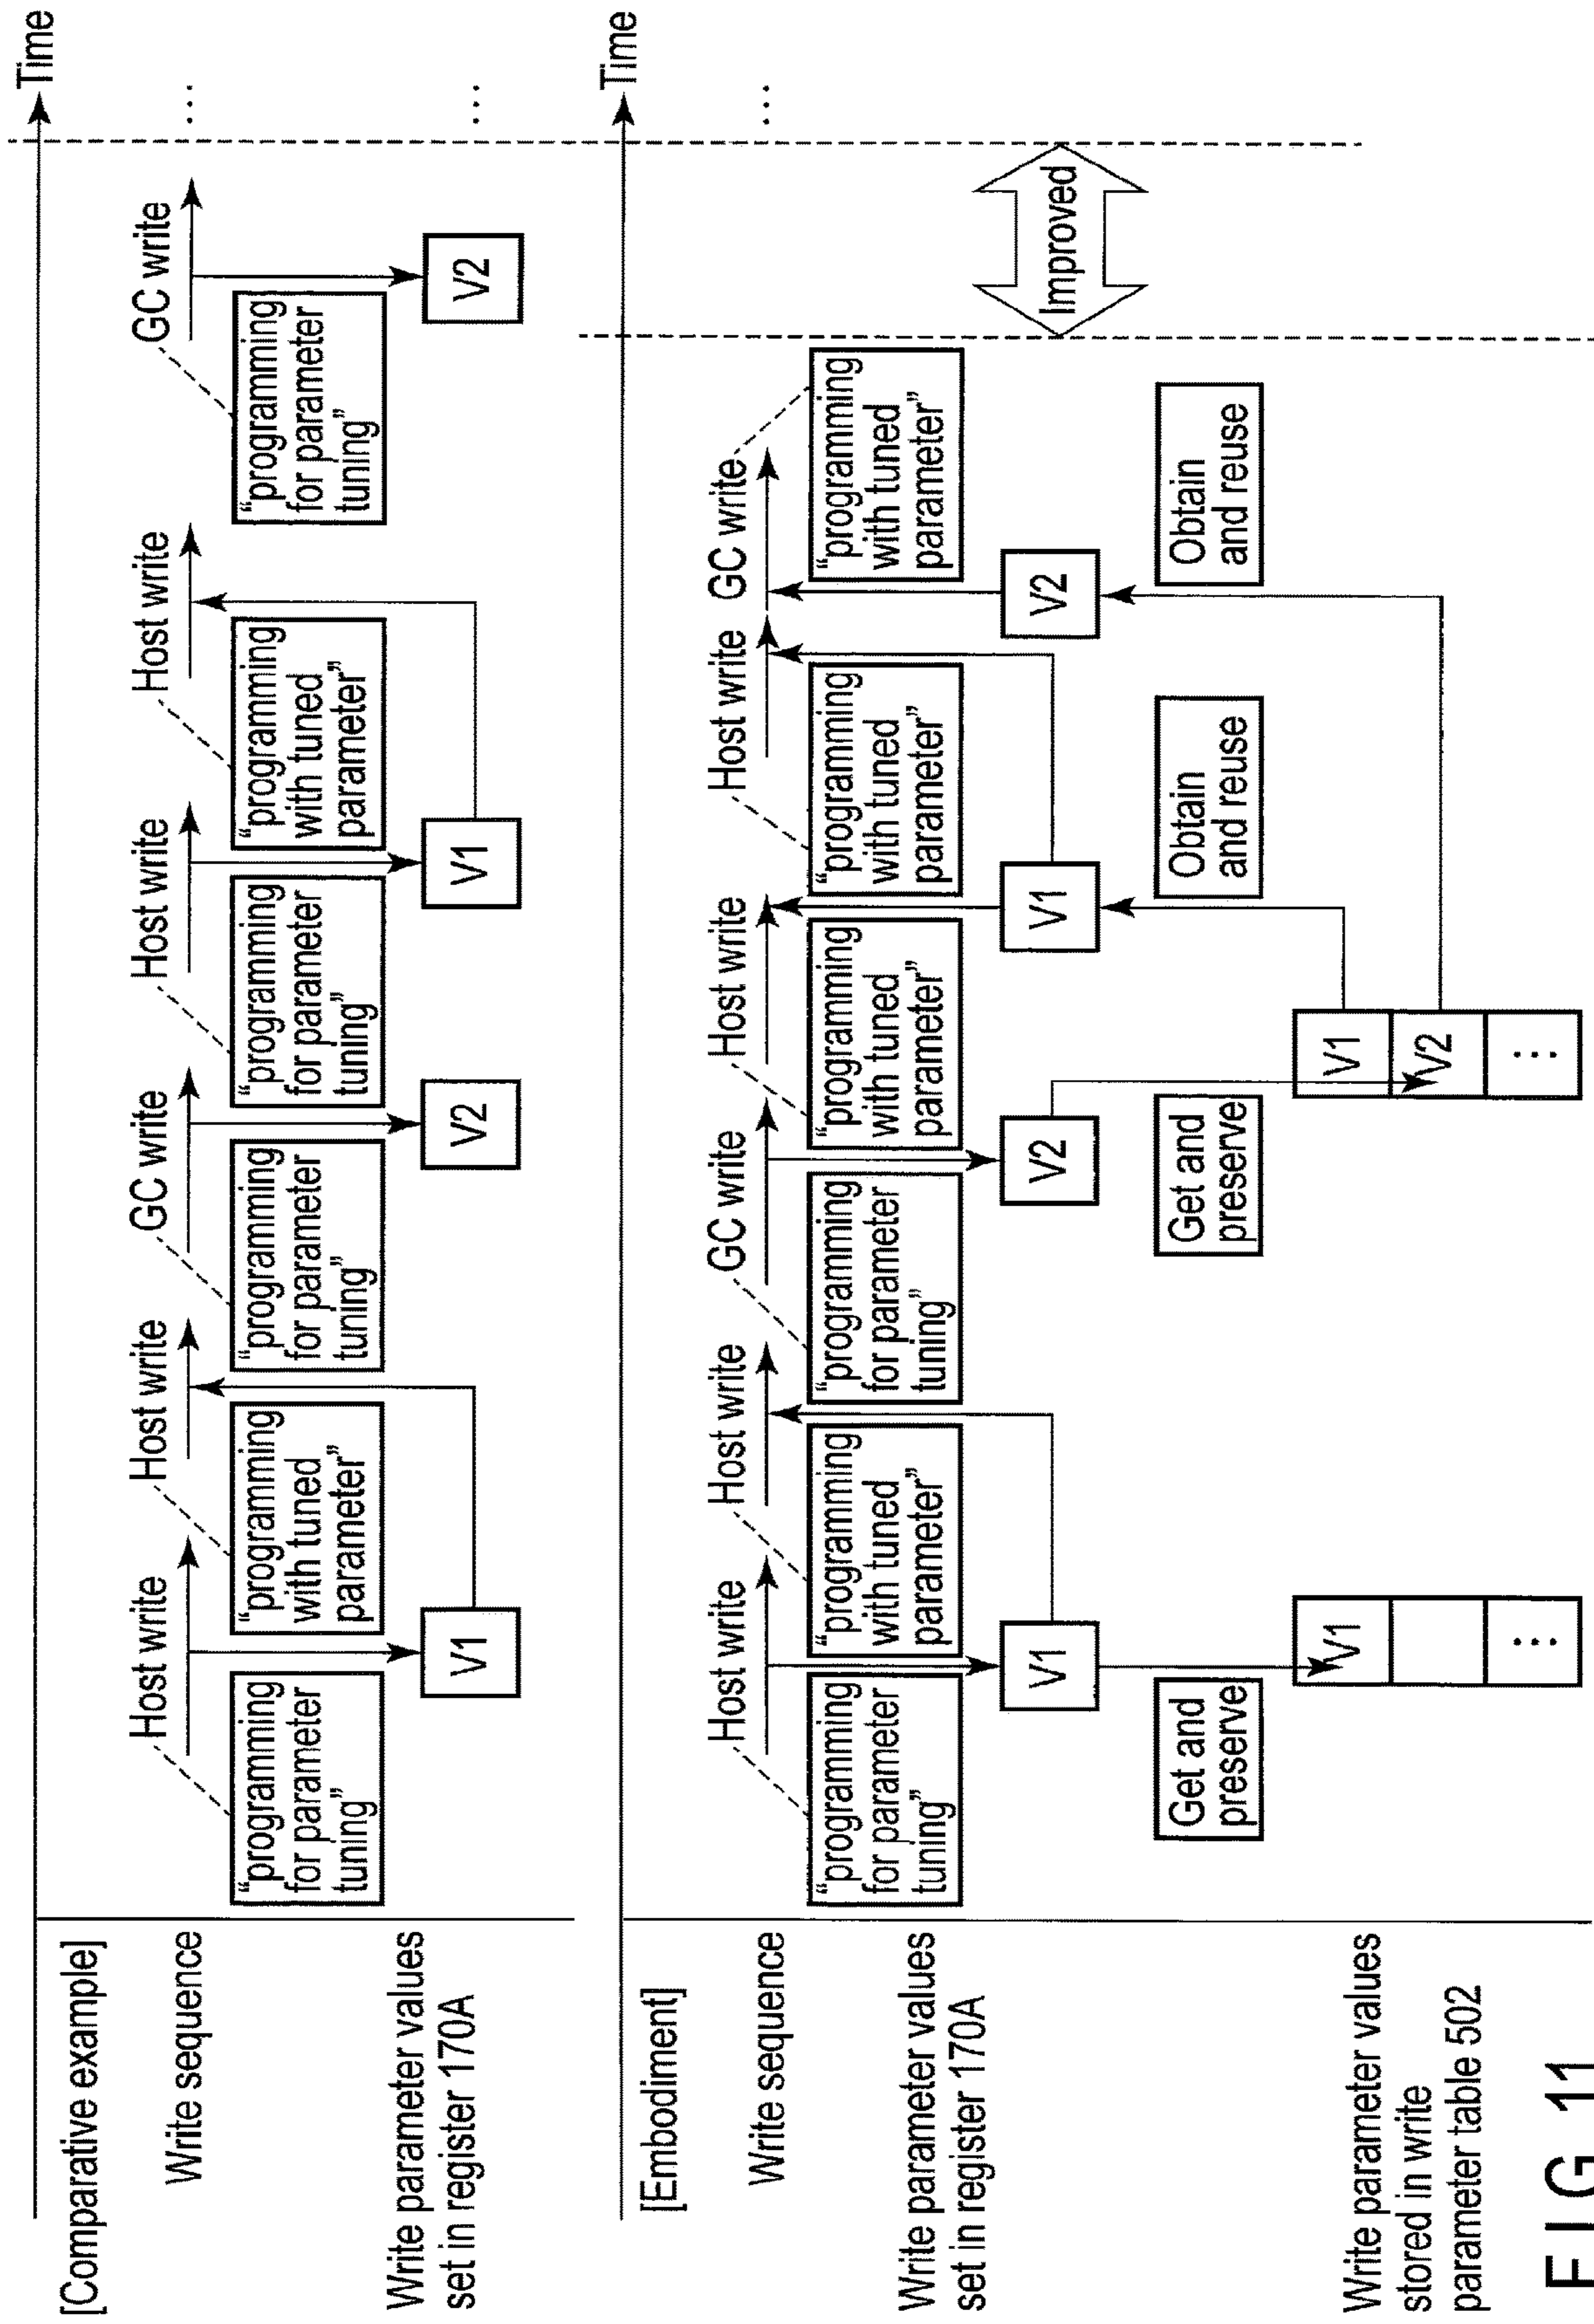 [Comparative example]
Time
Write sequence
Host write
Host write
GC write
Host write
Host write
GC write
...
"programming
for parameter
tuning"
"programming
with tuned
parameter"
"programming
for parameter
tuning"
"programming
for parameter
tuning"
"programming
with tuned
parameter"
"programming
for parameter
tuning"
Write parameter values
set in register 170A
V1
V2
V1
V2
...
[Embodiment]
Time
Write sequence
Host write
Host write
GC write
Host write
Host write
GC write
...
"programming
for parameter
tuning"
"programming
with tuned
parameter"
"programming
for parameter
tuning"
"programming
with tuned
parameter"
"programming
with tuned
parameter"
"programming
with tuned
parameter"
Write parameter values
set in register 170A
V1
V2
V1
V2
Improved
Get and
preserve
Get and
preserve
Obtain
and reuse
Obtain
and reuse
Write parameter values
stored in write
parameter table 502
V1
...
V1
V2
...
FIG 11